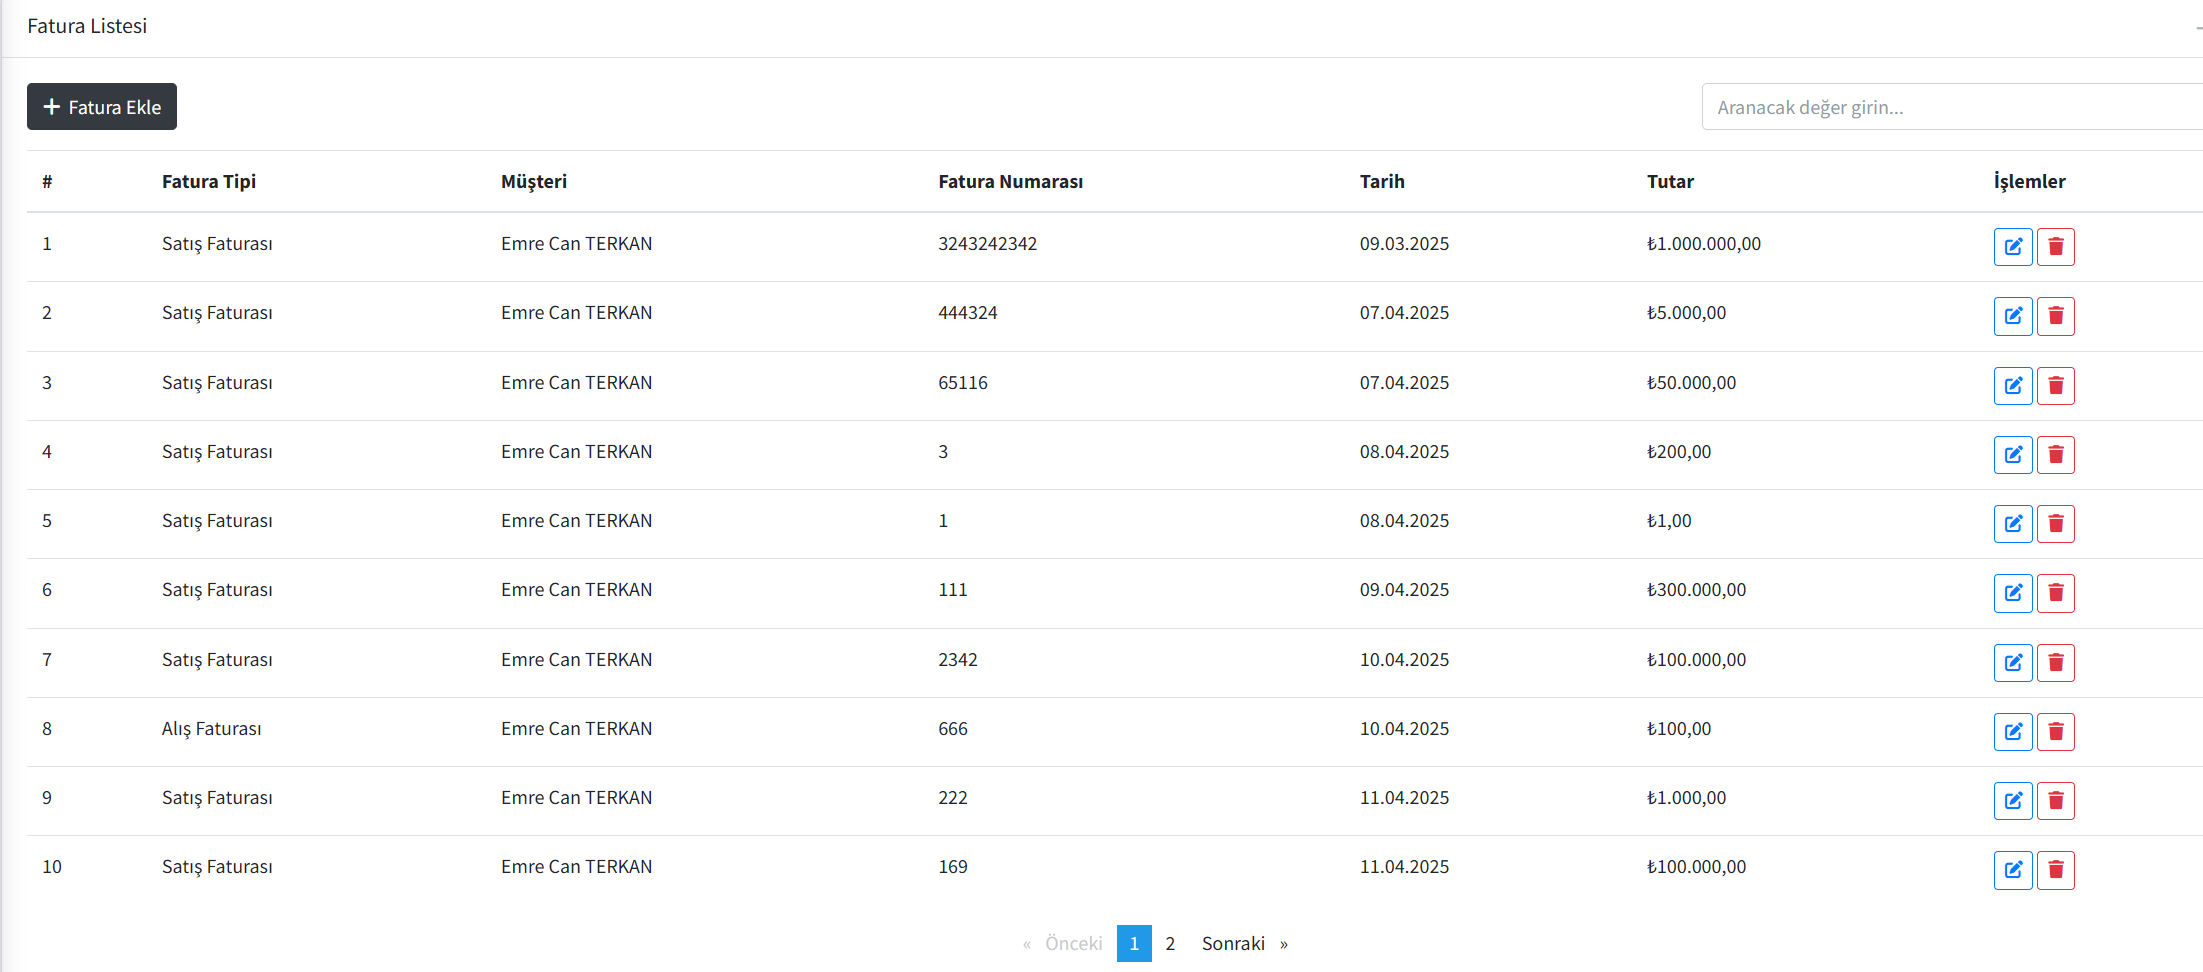 Fatura Listesi
Fatura Ekle
Aranacak değer girin...
# Fatura Tipi Müşteri Fatura Numarası Tarih Tutar İşlemler
1 Satış Faturası Emre Can TERKAN 3243242342 09.03.2025 ₺1.000.000,00
2 Satış Faturası Emre Can TERKAN 444324 07.04.2025 ₺5.000,00
3 Satış Faturası Emre Can TERKAN 65116 07.04.2025 ₺50.000,00
4 Satış Faturası Emre Can TERKAN 3 08.04.2025 ₺200,00
5 Satış Faturası Emre Can TERKAN 1 08.04.2025 ₺1,00
6 Satış Faturası Emre Can TERKAN 111 09.04.2025 ₺300.000,00
7 Satış Faturası Emre Can TERKAN 2342 10.04.2025 ₺100.000,00
8 Alış Faturası Emre Can TERKAN 666 10.04.2025 ₺100,00
9 Satış Faturası Emre Can TERKAN 222 11.04.2025 ₺1.000,00
10 Satış Faturası Emre Can TERKAN 169 11.04.2025 ₺100.000,00
« Önceki 1 2 Sonraki »